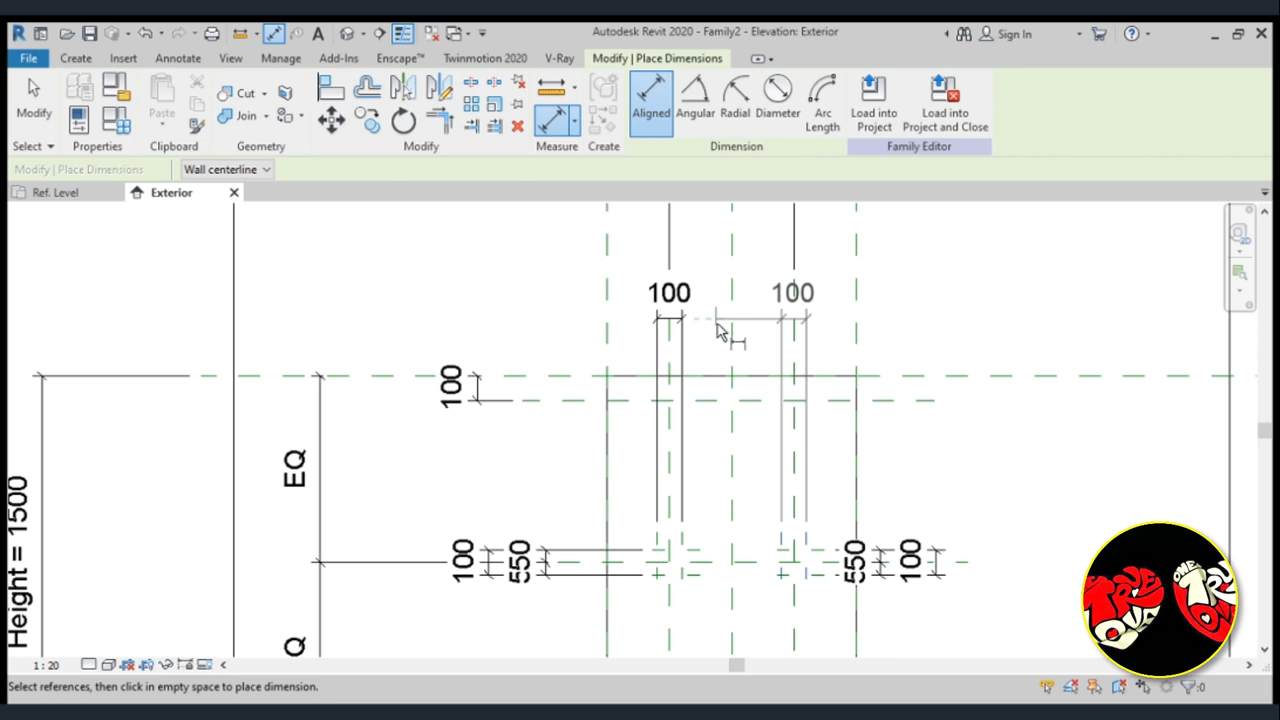 Autodesk Revit 2020 - Family2 - Elevation: Exterior
Sign In
File Create Insert Annotate View Manage Add-Ins Enscape™ Twinmotion 2020 V-Ray Modify | Place Dimensions
Modify
Paste
Cut
Join
Aligned Angular Radial Diameter Arc Length
Load into Project
Load into Project and Close
Select Properties Clipboard Geometry Modify Measure Create Dimension Family Editor
Modify | Place Dimensions Wall centerline
Ref. Level Exterior
100 100
100
EQ
Height = 1500
100 550 550 100
Q
1 : 20
Select references, then click in empty space to place dimension.
:0